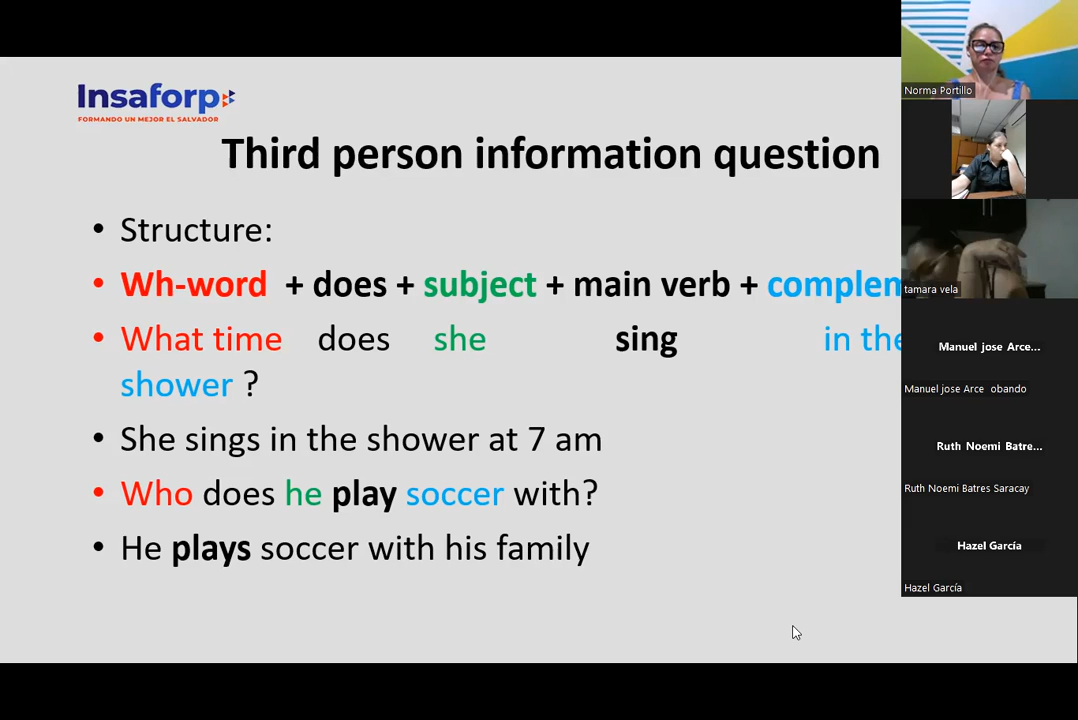 Insaforp
FORMANDO UN MEJOR EL SALVADOR
Third person information question
• Structure:
• Wh-word + does + subject + main verb + complem
• What time does she sing in the
shower ?
• She sings in the shower at 7 am
• Who does he play soccer with?
• He plays soccer with his family
Norma Portillo
tamara vela
Manuel jose Arce...
Manuel jose Arce obando
Ruth Noemi Batre...
Ruth Noemi Batres Saracay
Hazel García
Hazel García